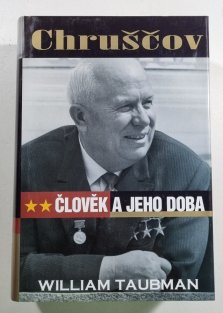 Chruščov
ČLOVĚK A JEHO DOBA
WILLIAM TAUBMAN